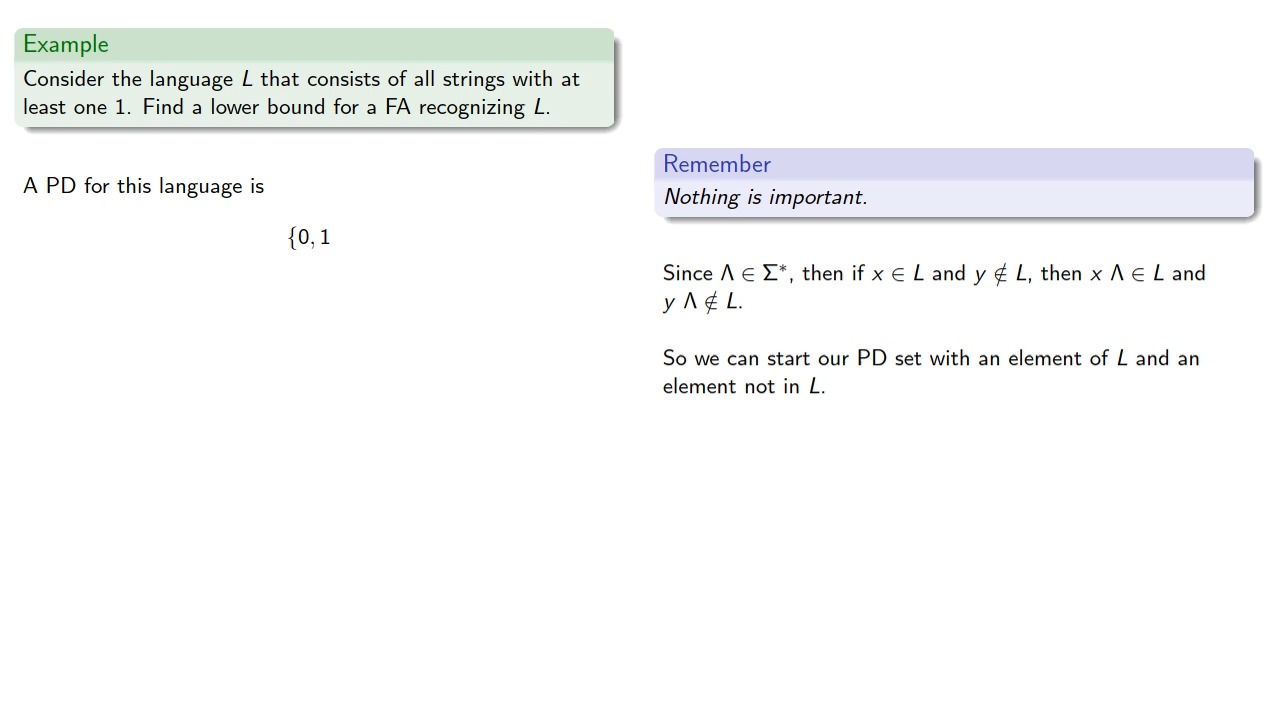 Example
Consider the language L that consists of all strings with at
least one 1. Find a lower bound for a FA recognizing L.
A PD for this language is
{0, 1
Remember
Nothing is important.
Since Λ ∈ Σ*, then if x ∈ L and y ∉ L, then x Λ ∈ L and
y Λ ∉ L.
So we can start our PD set with an element of L and an
element not in L.